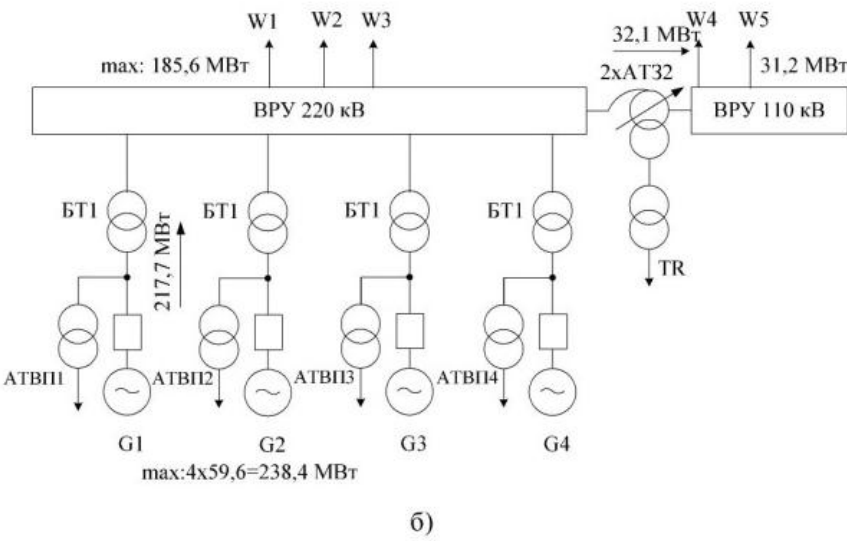 W1 W2 W3 W4 W5
max: 185,6 МВт
32,1 МВт
31,2 МВт
2хАТ32
ВРУ 220 кВ
ВРУ 110 кВ
БТ1 БТ1 БТ1 БТ1
217,7 МВт
TR
АТВП1 АТВП2 АТВП3 АТВП4
G1 G2 G3 G4
max:4x59,6=238,4 МВт
б)